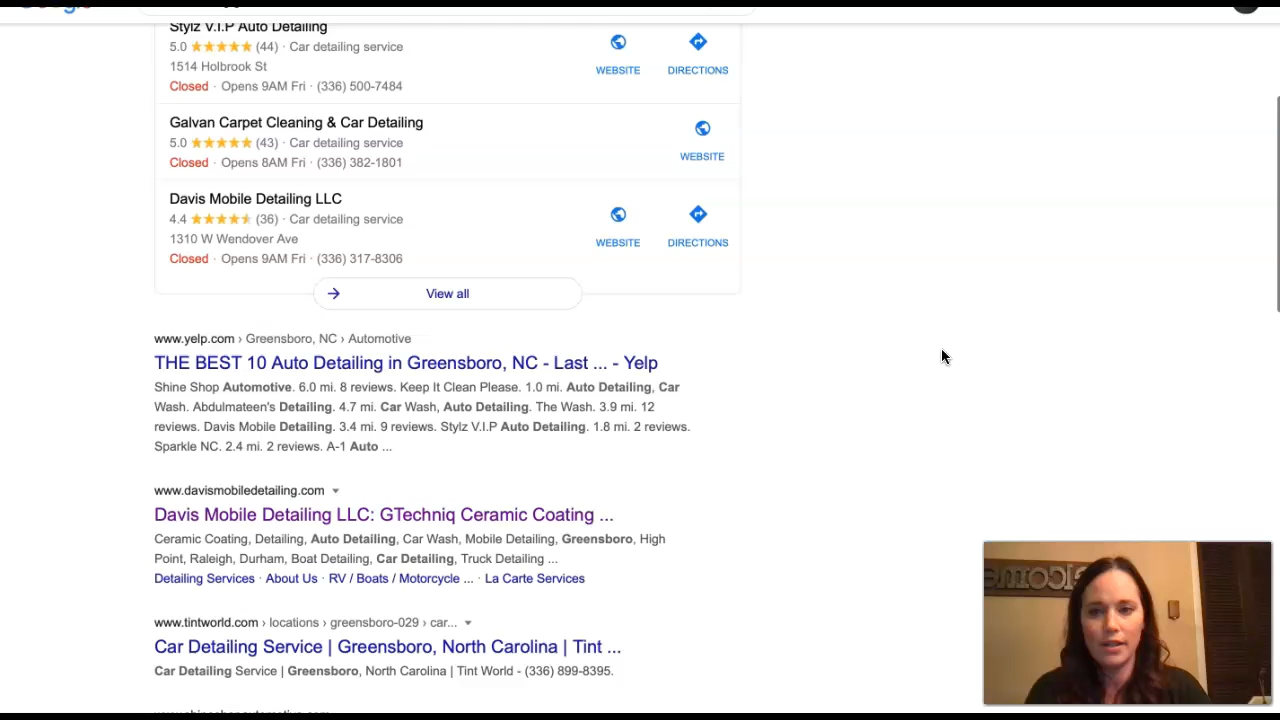 Stylz V.I.P Auto Detailing
5.0 ★★★★★ (44) · Car detailing service
1514 Holbrook St
Closed · Opens 9AM Fri · (336) 500-7484
WEBSITE
DIRECTIONS
Galvan Carpet Cleaning & Car Detailing
5.0 ★★★★★ (43) · Car detailing service
Closed · Opens 8AM Fri · (336) 382-1801
WEBSITE
Davis Mobile Detailing LLC
4.4 (36) · Car detailing service
1310 W Wendover Ave
Closed · Opens 9AM Fri · (336) 317-8306
WEBSITE
DIRECTIONS
View all
www.yelp.com › Greensboro, NC › Automotive
THE BEST 10 Auto Detailing in Greensboro, NC - Last ... - Yelp
Shine Shop Automotive. 6.0 mi. 8 reviews. Keep It Clean Please. 1.0 mi. Auto Detailing, Car
Wash. Abdulmateen's Detailing. 4.7 mi. Car Wash, Auto Detailing. The Wash. 3.9 mi. 12
reviews. Davis Mobile Detailing. 3.4 mi. 9 reviews. Stylz V.I.P Auto Detailing. 1.8 mi. 2 reviews.
Sparkle NC. 2.4 mi. 2 reviews. A-1 Auto ...
www.davismobiledetailing.com
Davis Mobile Detailing LLC: GTechniq Ceramic Coating ...
Ceramic Coating, Detailing, Auto Detailing, Car Wash, Mobile Detailing, Greensboro, High
Point, Raleigh, Durham, Boat Detailing, Car Detailing, Truck Detailing ...
Detailing Services · About Us · RV / Boats / Motorcycle ... · La Carte Services
www.tintworld.com › locations › greensboro-029 › car...
Car Detailing Service | Greensboro, North Carolina | Tint ...
Car Detailing Service | Greensboro, North Carolina | Tint World - (336) 899-8395.